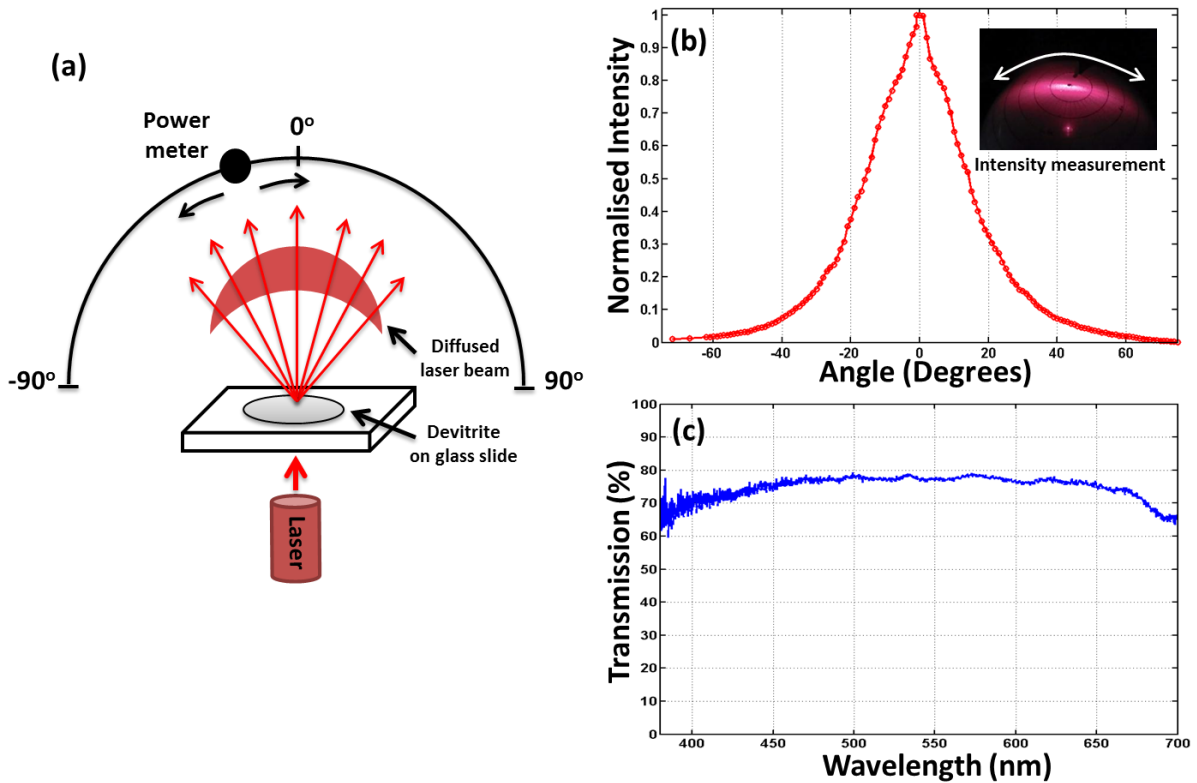 (a)
Power
meter
0o
-90o
90o
Diffused
laser beam
Devitrite
on glass slide
Laser
(b)
Normalised Intensity
1
0.9
0.8
0.7
0.6
0.5
0.4
0.3
0.2
0.1
0
-60
-40
-20
0
20
40
60
Angle (Degrees)
Intensity measurement
(c)
Transmission (%)
100
90
80
70
60
50
40
30
20
10
0
400
450
500
550
600
650
700
Wavelength (nm)